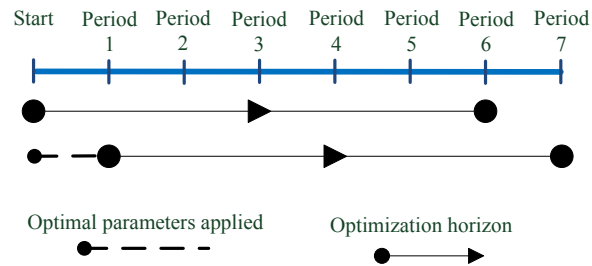 Start Period Period Period Period Period Period Period
1 2 3 4 5 6 7
Optimal parameters applied
Optimization horizon